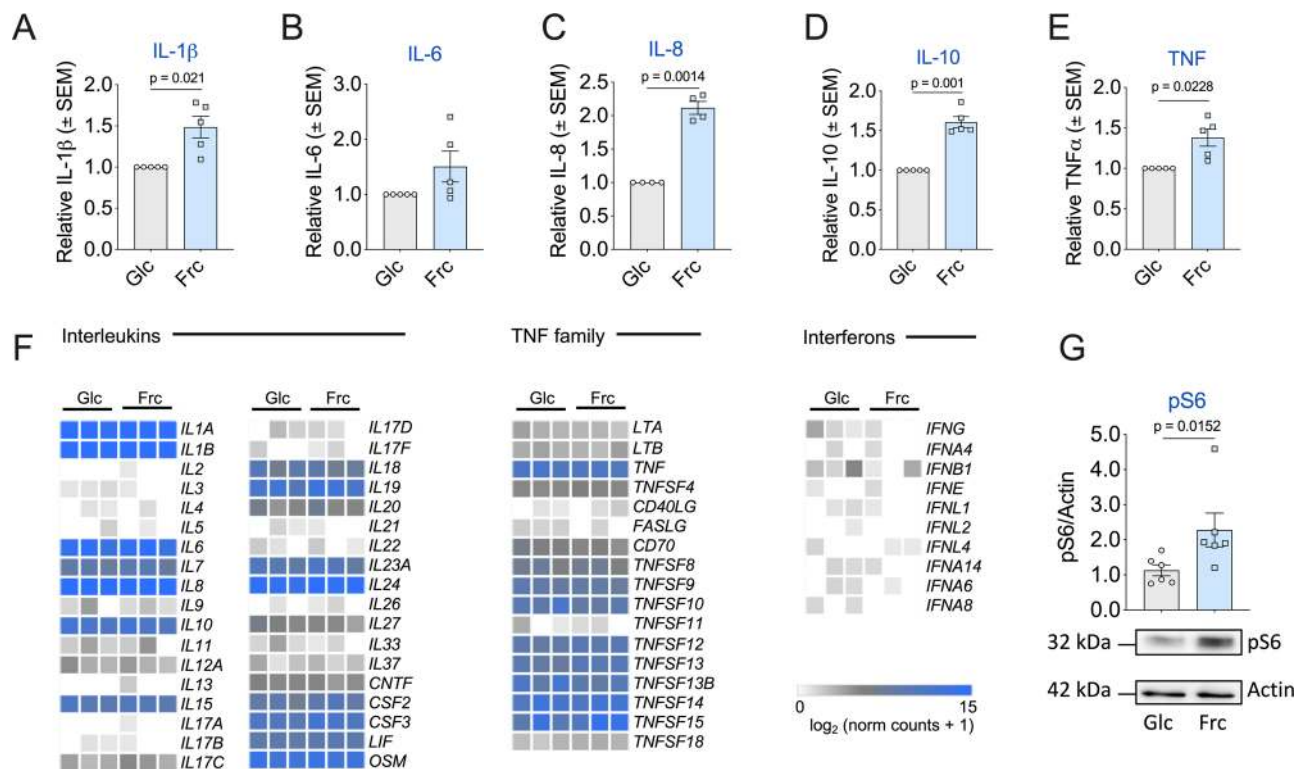 A
IL-1β
p = 0.021
Relative IL-1β (± SEM)
2.0
1.5
1.0
0.5
0.0
Glc
Frc
B
IL-6
Relative IL-6 (± SEM)
3.0
2.0
1.0
0.0
Glc
Frc
C
IL-8
p = 0.0014
Relative IL-8 (± SEM)
2.5
2.0
1.5
1.0
0.5
0.0
Glc
Frc
D
IL-10
p = 0.001
Relative IL-10 (± SEM)
2.0
1.5
1.0
0.5
0.0
Glc
Frc
E
TNF
p = 0.0228
Relative TNFα (± SEM)
2.0
1.5
1.0
0.5
0.0
Glc
Frc
F
Interleukins
Glc Frc
IL1A
IL1B
IL2
IL3
IL4
IL5
IL6
IL7
IL8
IL9
IL10
IL11
IL12A
IL13
IL15
IL17A
IL17B
IL17C
Glc Frc
IL17D
IL17F
IL18
IL19
IL20
IL21
IL22
IL23A
IL24
IL26
IL27
IL33
IL37
CNTF
CSF2
CSF3
LIF
OSM
TNF family
Glc Frc
LTA
LTB
TNF
TNFSF4
CD40LG
FASLG
CD70
TNFSF8
TNFSF9
TNFSF10
TNFSF11
TNFSF12
TNFSF13
TNFSF13B
TNFSF14
TNFSF15
TNFSF18
Interferons
Glc Frc
IFNG
IFNA4
IFNB1
IFNE
IFNL1
IFNL2
IFNL4
IFNA14
IFNA6
IFNA8
0 15
log2 (norm counts + 1)
G
pS6
p = 0.0152
pS6/Actin
5.0
4.0
3.0
2.0
1.0
0.0
32 kDa pS6
42 kDa Actin
Glc Frc